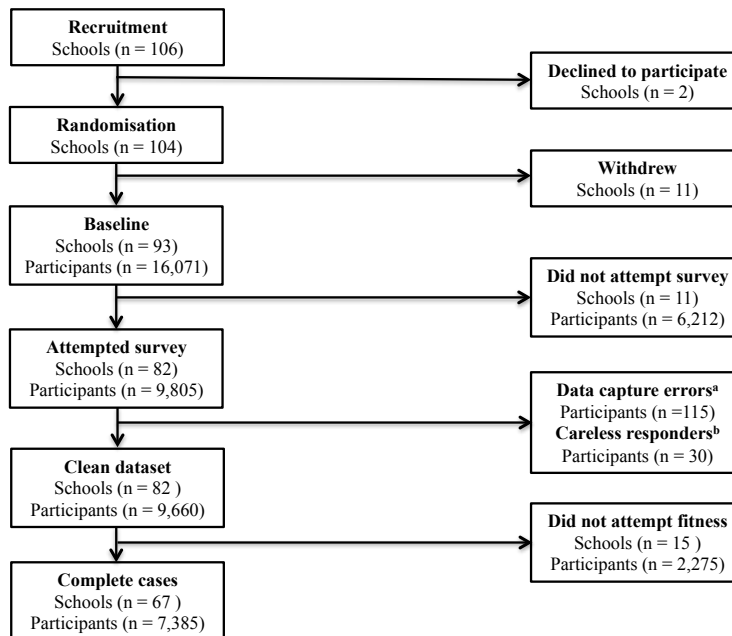 Recruitment
Schools (n = 106)
Declined to participate
Schools (n = 2)
Randomisation
Schools (n = 104)
Withdrew
Schools (n = 11)
Baseline
Schools (n = 93)
Participants (n = 16,071)
Did not attempt survey
Schools (n = 11)
Participants (n = 6,212)
Attempted survey
Schools (n = 82)
Participants (n = 9,805)
Data capture errorsᵃ
Participants (n =115)
Careless respondersᵇ
Participants (n = 30)
Clean dataset
Schools (n = 82 )
Participants (n = 9,660)
Did not attempt fitness
Schools (n = 15 )
Participants (n = 2,275)
Complete cases
Schools (n = 67 )
Participants (n = 7,385)